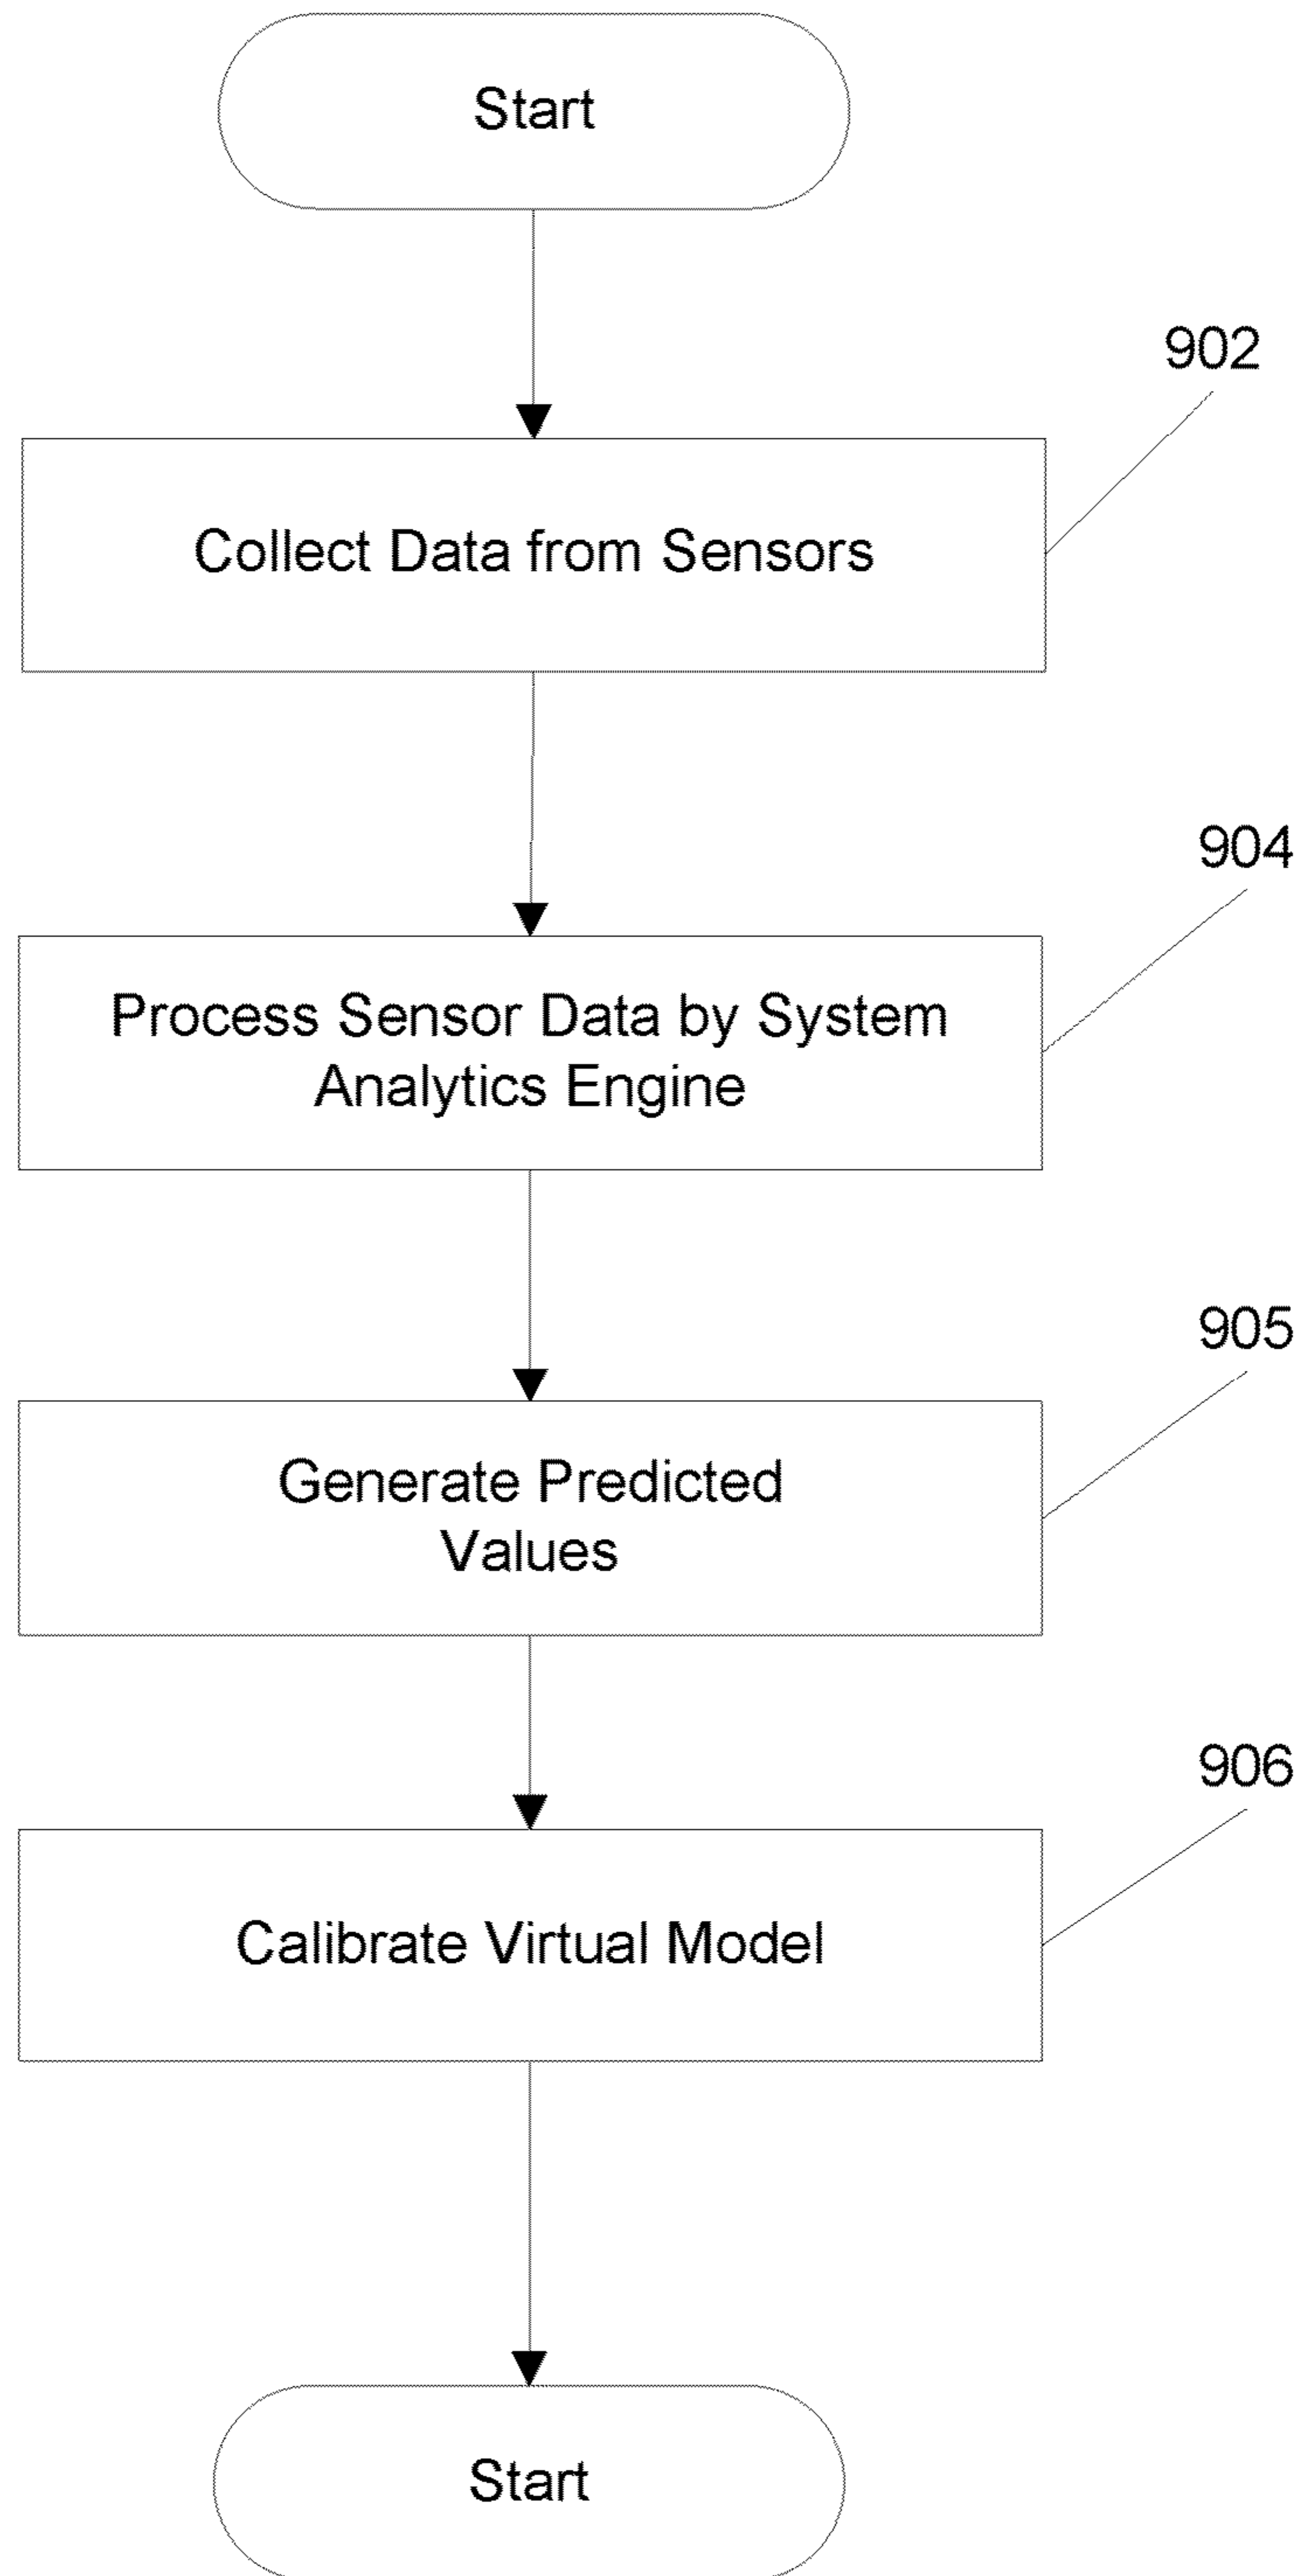 Start
902
Collect Data from Sensors
904
Process Sensor Data by System
Analytics Engine
905
Generate Predicted
Values
906
Calibrate Virtual Model
Start